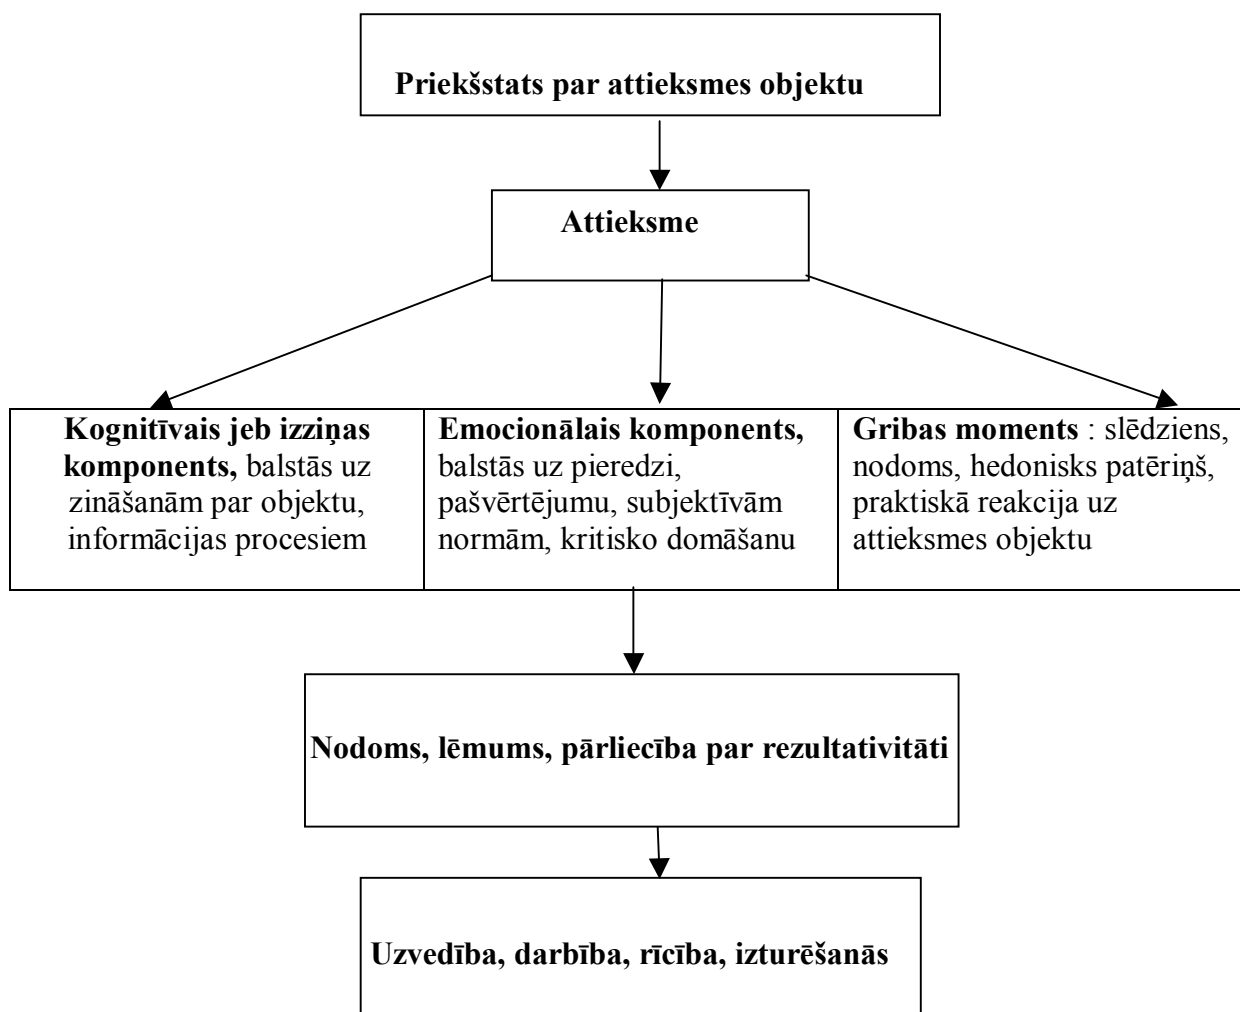 Priekšstats par attieksmes objektu
Attieksme
Kognitīvais jeb izziņas
komponents, balstās uz
zināšanām par objektu,
informācijas procesiem
Emocionālais komponents,
balstās uz pieredzi,
pašvērtējumu, subjektīvām
normām, kritisko domāšanu
Gribas moments : slēdziens,
nodoms, hedonisks patēriņš,
praktiskā reakcija uz
attieksmes objektu
Nodoms, lēmums, pārliecība par rezultativitāti
Uzvedība, darbība, rīcība, izturēšanās